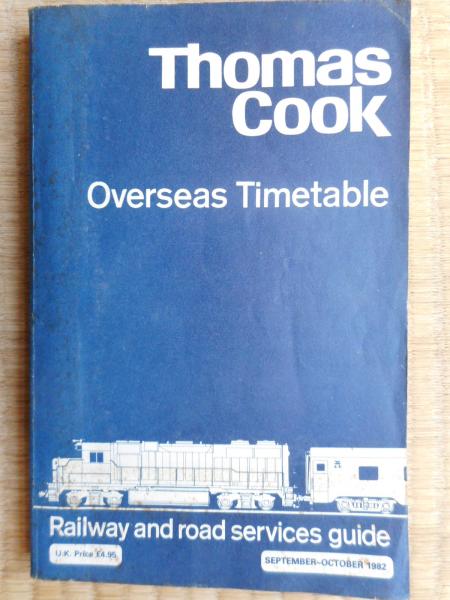 Thomas
Cook
Overseas Timetable
Railway and road services guide
U.K. Price £4.95
SEPTEMBER-OCTOBER 1982